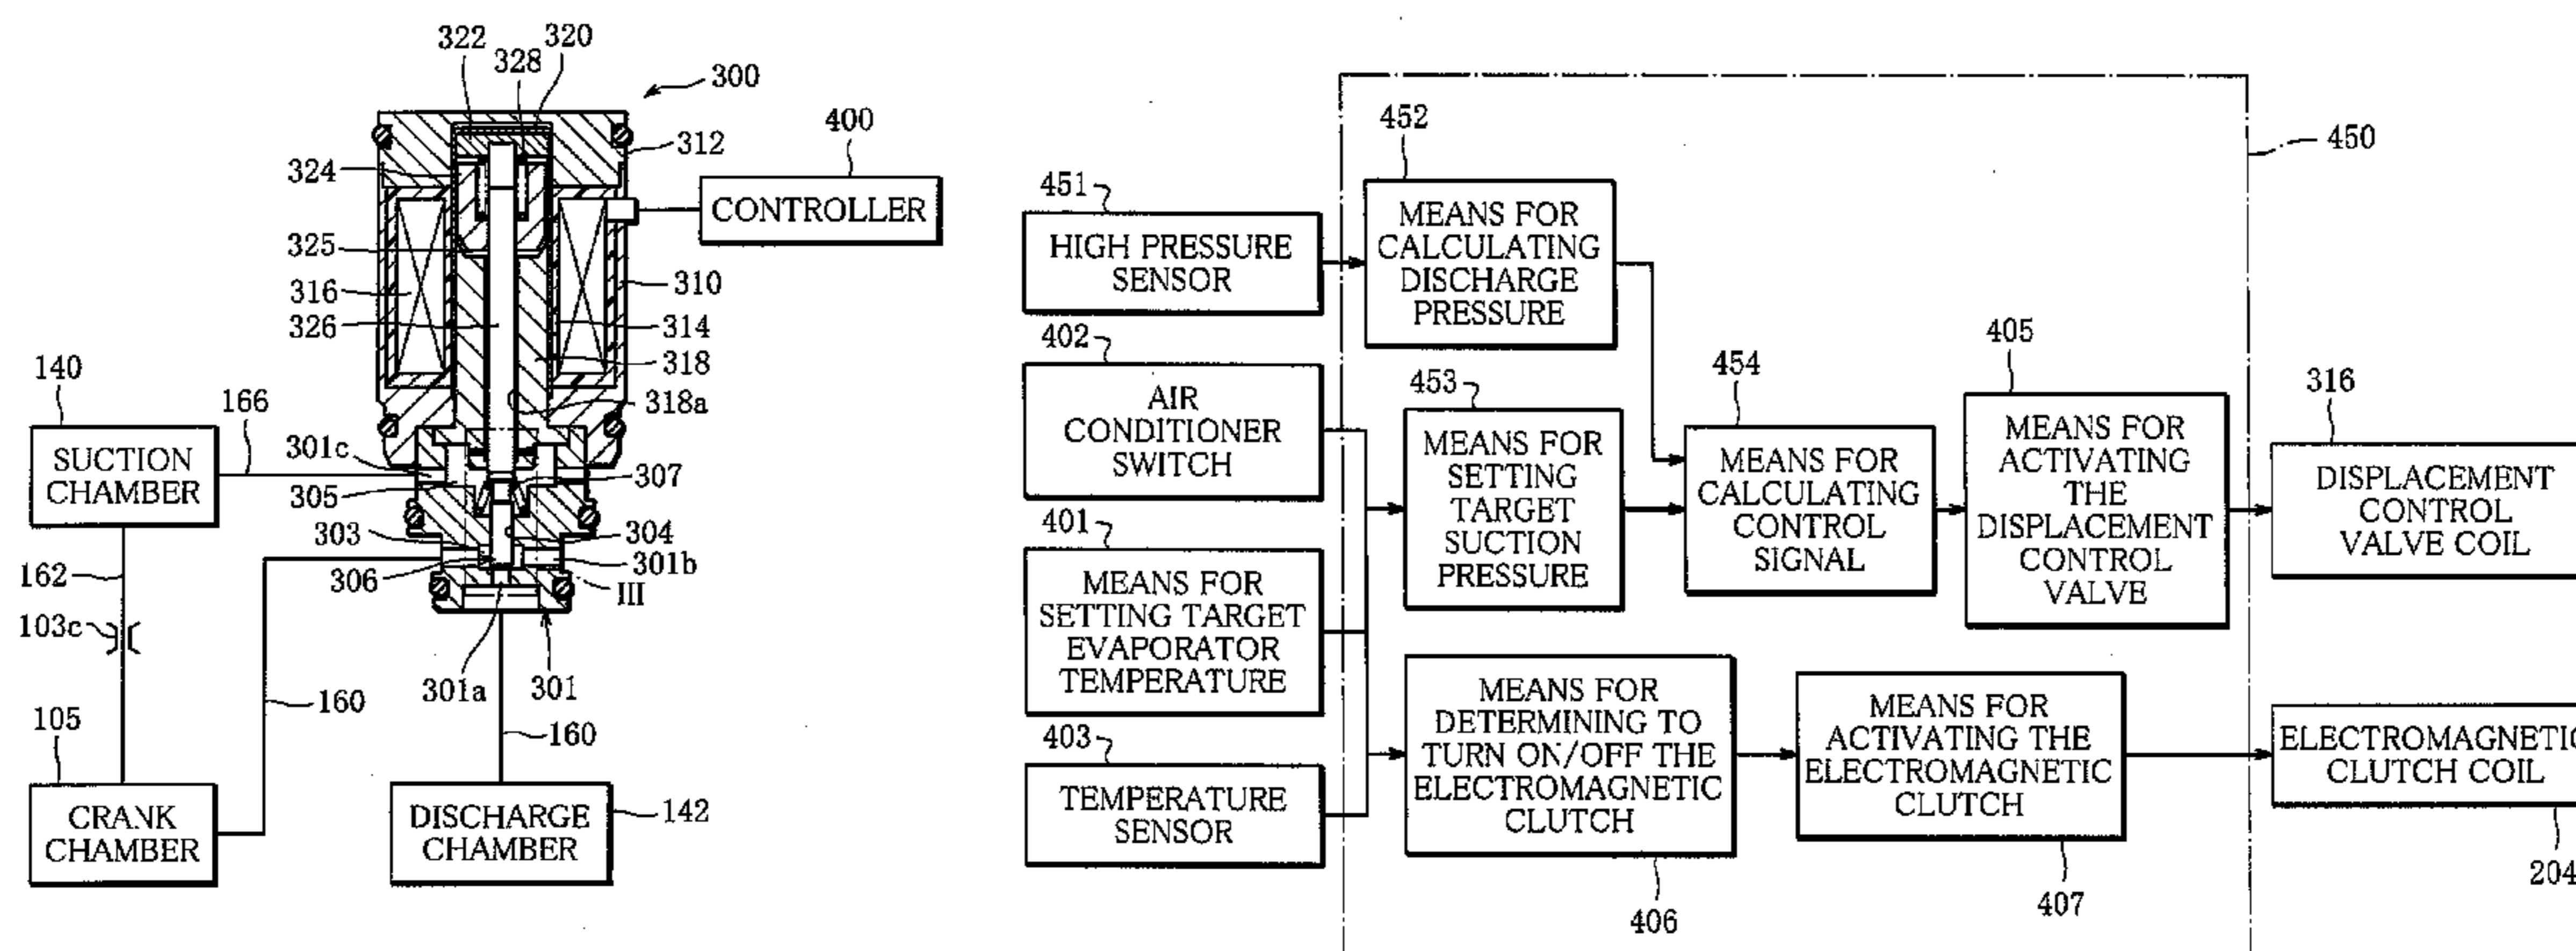 322
320
328
300
312
324
400
CONTROLLER
325
316
326
310
314
318
318a
140
SUCTION
CHAMBER
166
301c
305
307
303
304
306
301b
III
162
103c
301a
301
160
160
105
CRANK
CHAMBER
DISCHARGE
CHAMBER
142
450
451
HIGH PRESSURE
SENSOR
452
MEANS FOR
CALCULATING
DISCHARGE
PRESSURE
402
AIR
CONDITIONER
SWITCH
453
MEANS FOR
SETTING
TARGET
SUCTION
PRESSURE
454
MEANS FOR
CALCULATING
CONTROL
SIGNAL
405
MEANS FOR
ACTIVATING
THE
DISPLACEMENT
CONTROL
VALVE
316
DISPLACEMENT
CONTROL
VALVE COIL
401
MEANS FOR
SETTING TARGET
EVAPORATOR
TEMPERATURE
403
TEMPERATURE
SENSOR
MEANS FOR
DETERMINING TO
TURN ON/OFF THE
ELECTROMAGNETIC
CLUTCH
406
MEANS FOR
ACTIVATING THE
ELECTROMAGNETIC
CLUTCH
407
ELECTROMAGNETIC
CLUTCH COIL
204